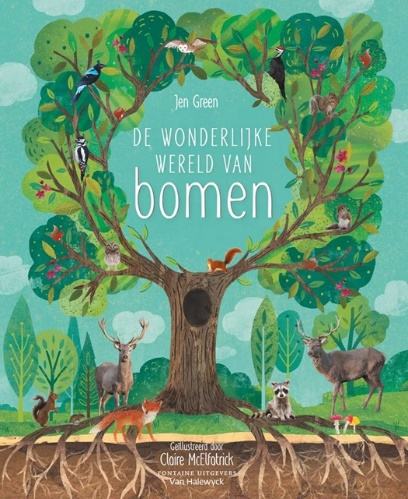 Jen Green
DE WONDERLIJKE
WERELD VAN
bomen
Geïllustreerd door
Claire McElfatrick
FONTAINE UITGEVERS
Van Halewyck